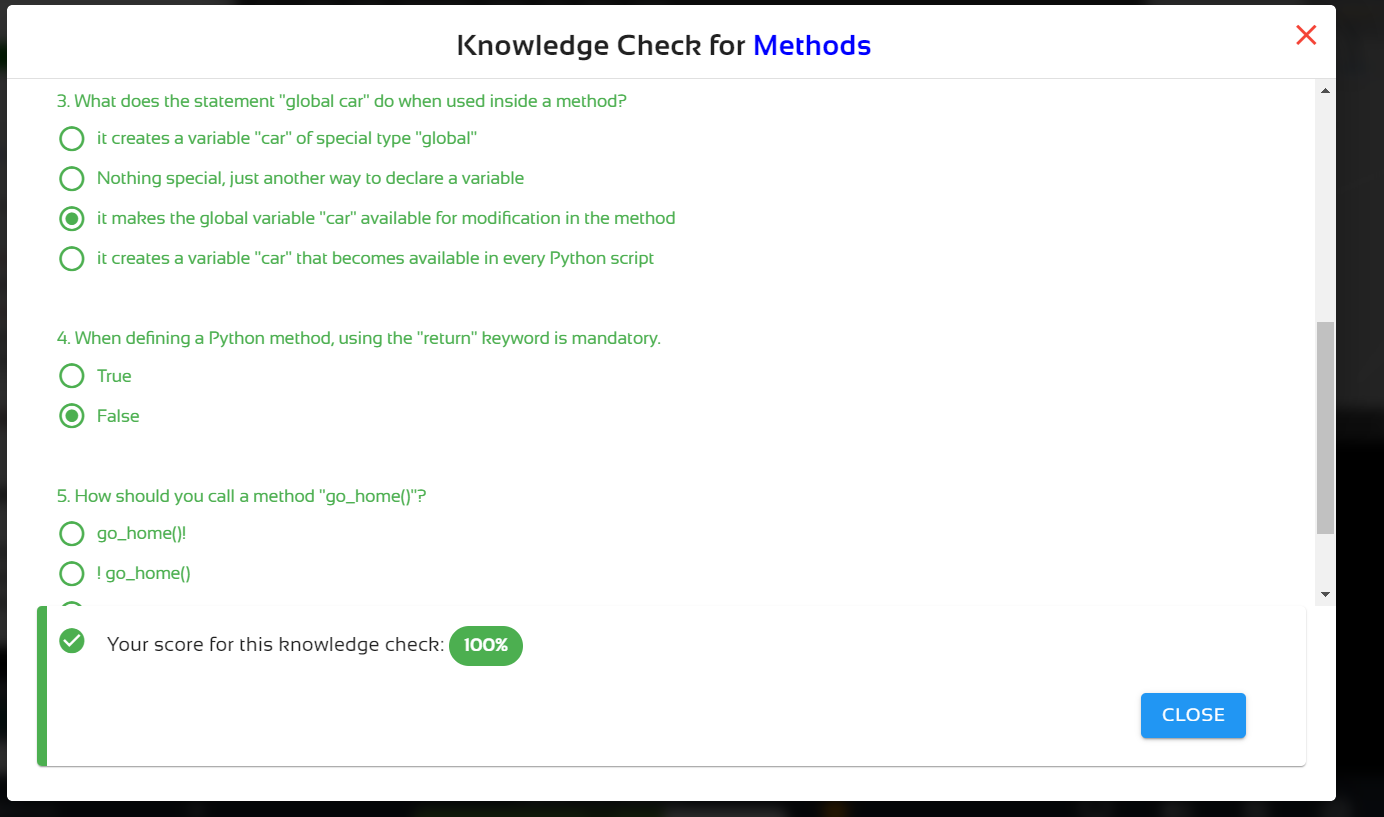 Knowledge Check for Methods
3. What does the statement "global car" do when used inside a method?
it creates a variable "car" of special type "global"
Nothing special, just another way to declare a variable
it makes the global variable "car" available for modification in the method
it creates a variable "car" that becomes available in every Python script
4. When defining a Python method, using the "return" keyword is mandatory.
True
False
5. How should you call a method "go_home()"?
go_home()!
! go_home()
Your score for this knowledge check: 100%
CLOSE